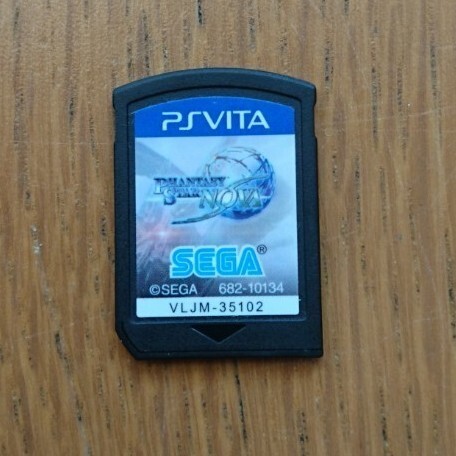 PSVITA
PHANTASY
STAR NOVA
SEGA®
©SEGA 682-10134
VLJM-35102